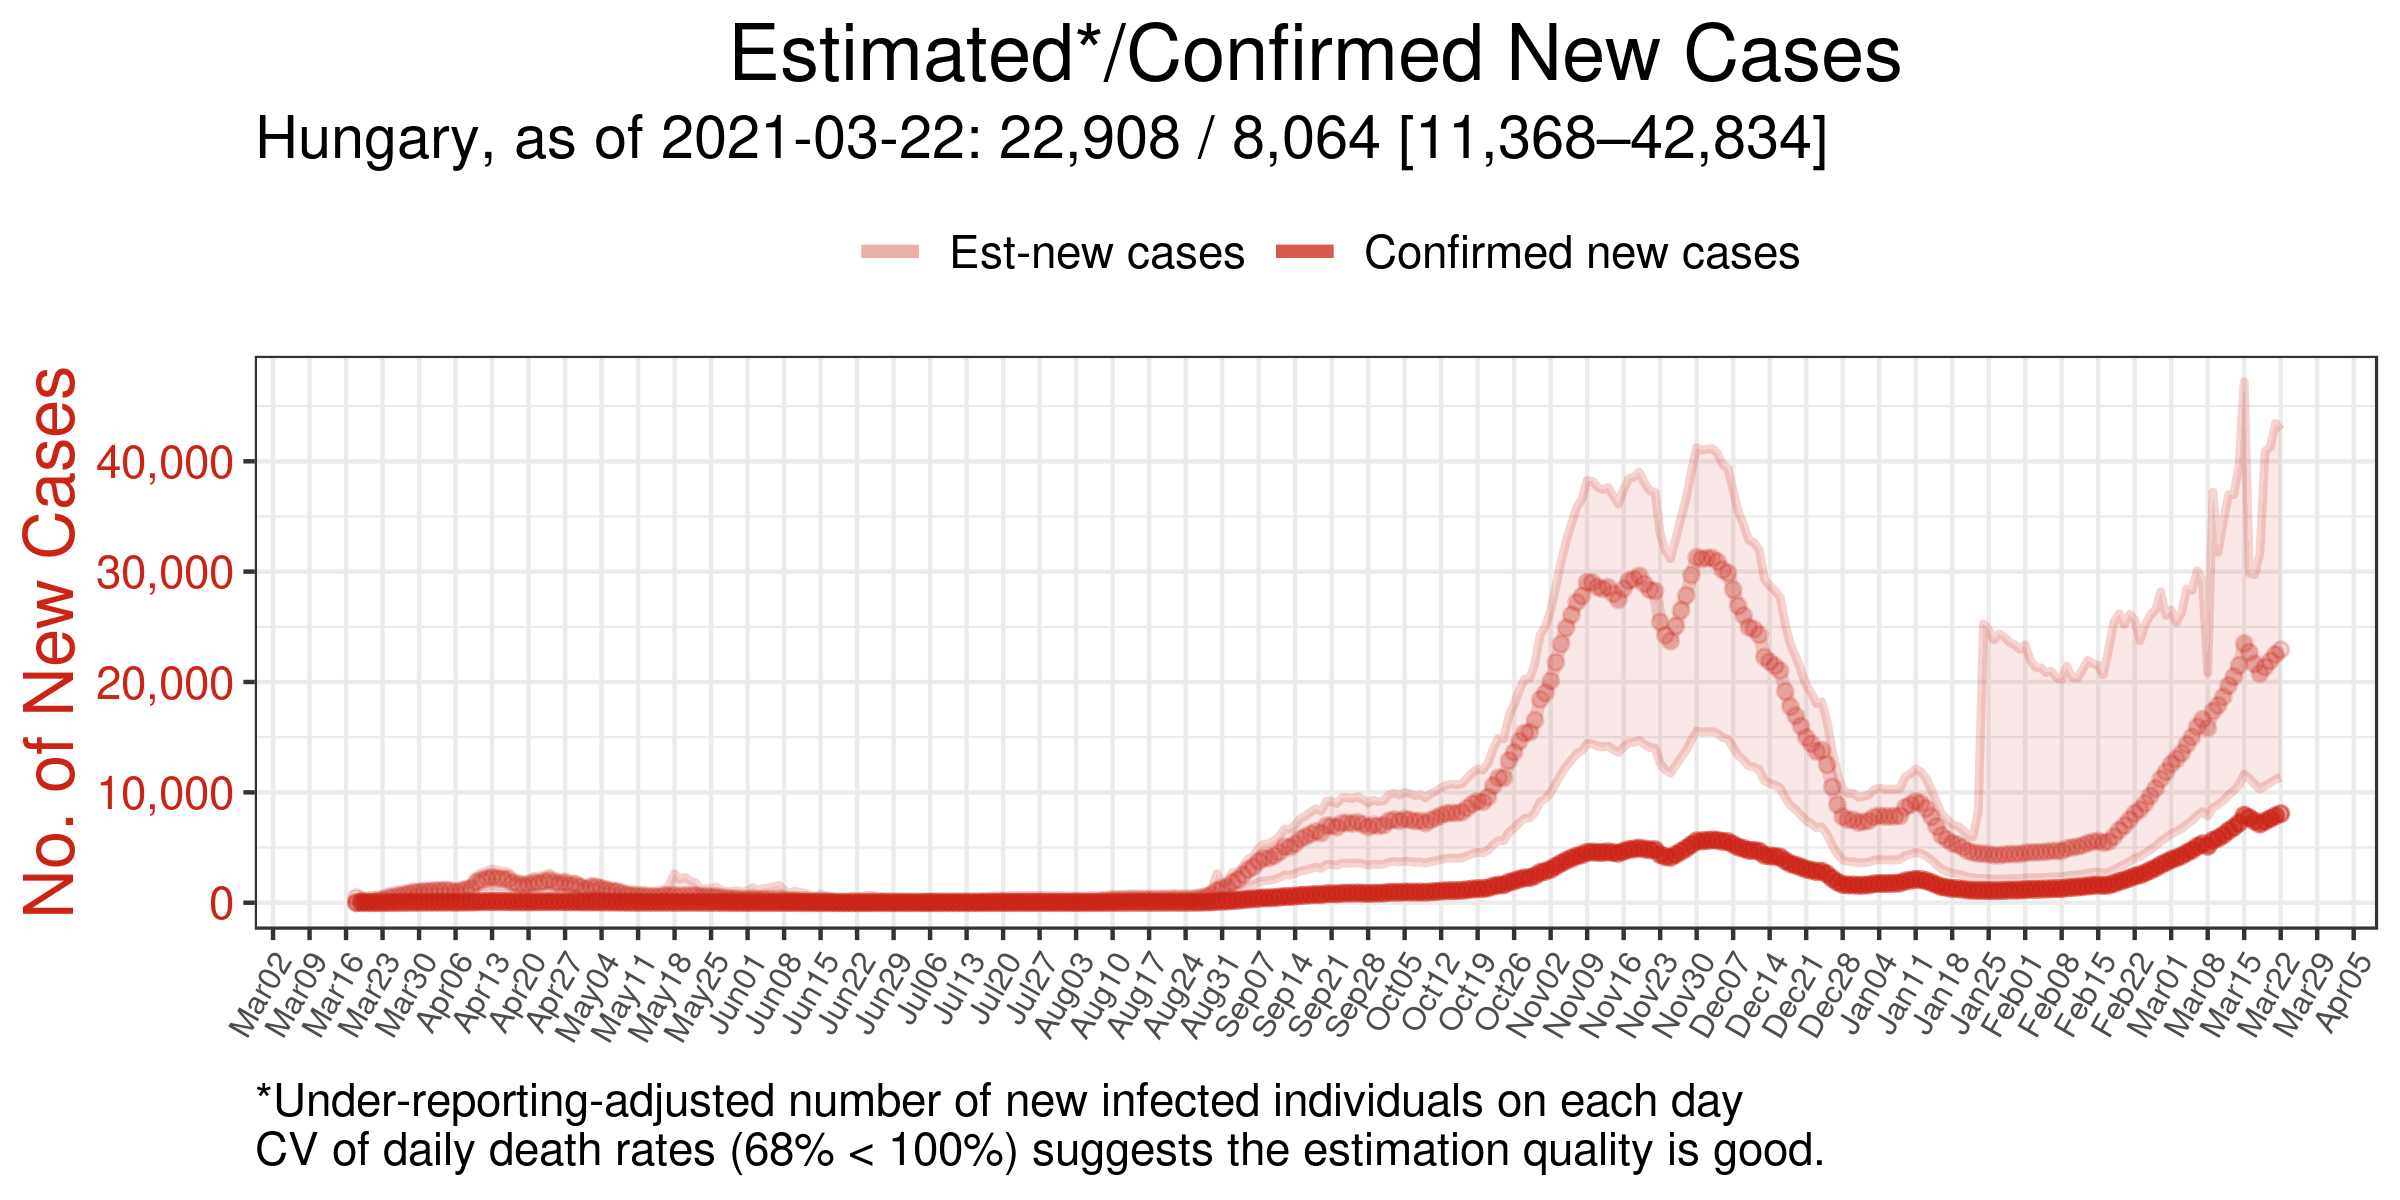 Estimated*/Confirmed New Cases
Hungary, as of 2021-03-22: 22,908 / 8,064 [11,368–42,834]
Est-new cases
Confirmed new cases
No. of New Cases
40,000
30,000
20,000
10,000
0
Mar02
Mar09
Mar16
Mar23
Mar30
Apr06
Apr13
Apr20
Apr27
May04
May11
May18
May25
Jun01
Jun08
Jun15
Jun22
Jun29
Jul06
Jul13
Jul20
Jul27
Aug03
Aug10
Aug17
Aug24
Aug31
Sep07
Sep14
Sep21
Sep28
Oct05
Oct12
Oct19
Oct26
Nov02
Nov09
Nov16
Nov23
Nov30
Dec07
Dec14
Dec21
Dec28
Jan04
Jan11
Jan18
Jan25
Feb01
Feb08
Feb15
Feb22
Mar01
Mar08
Mar15
Mar22
Mar29
Apr05
*Under-reporting-adjusted number of new infected individuals on each day
CV of daily death rates (68% < 100%) suggests the estimation quality is good.